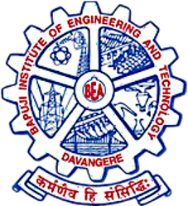 BAPUJI INSTITUTE OF ENGINEERING AND TECHNOLOGY
BEA
DAVANGERE
कर्मणैव हि संसिद्धिः